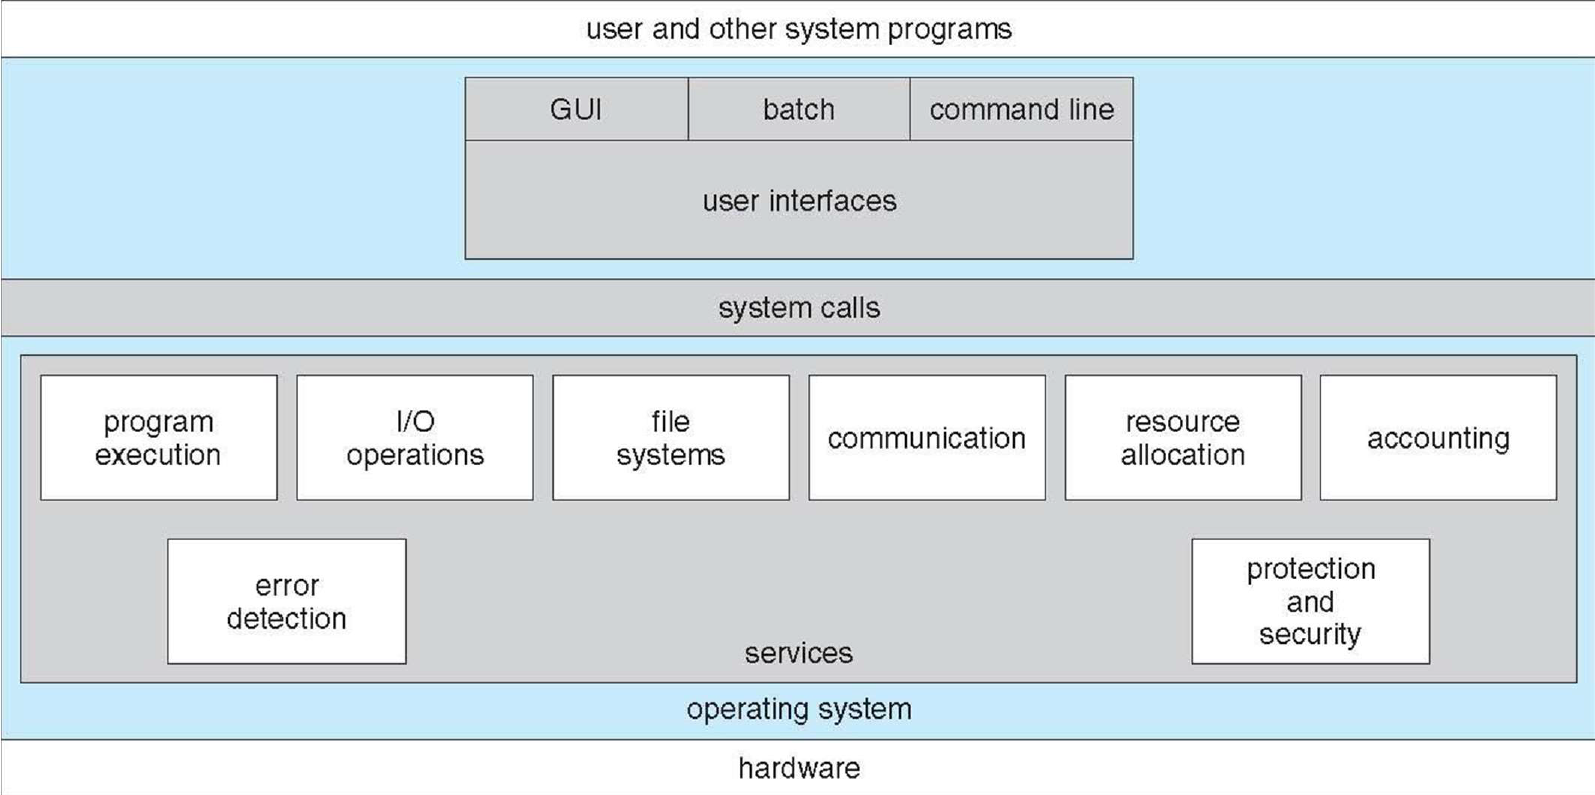 user and other system programs
GUI
batch
command line
user interfaces
system calls
program
execution
I/O
operations
file
systems
communication
resource
allocation
accounting
error
detection
protection
and
security
services
operating system
hardware